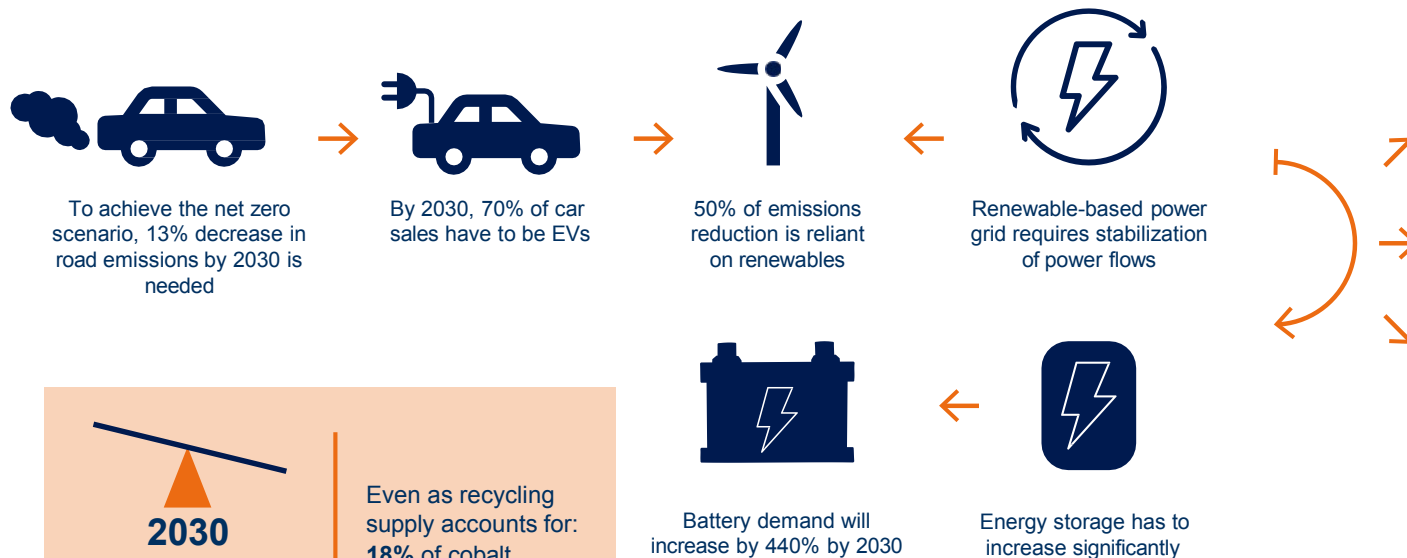 To achieve the net zero
scenario, 13% decrease in
road emissions by 2030 is
needed
By 2030, 70% of car
sales have to be EVs
50% of emissions
reduction is reliant
on renewables
Renewable-based power
grid requires stabilization
of power flows
2030
Even as recycling
supply accounts for:
18% of cobalt
Battery demand will
increase by 440% by 2030
Energy storage has to
increase significantly